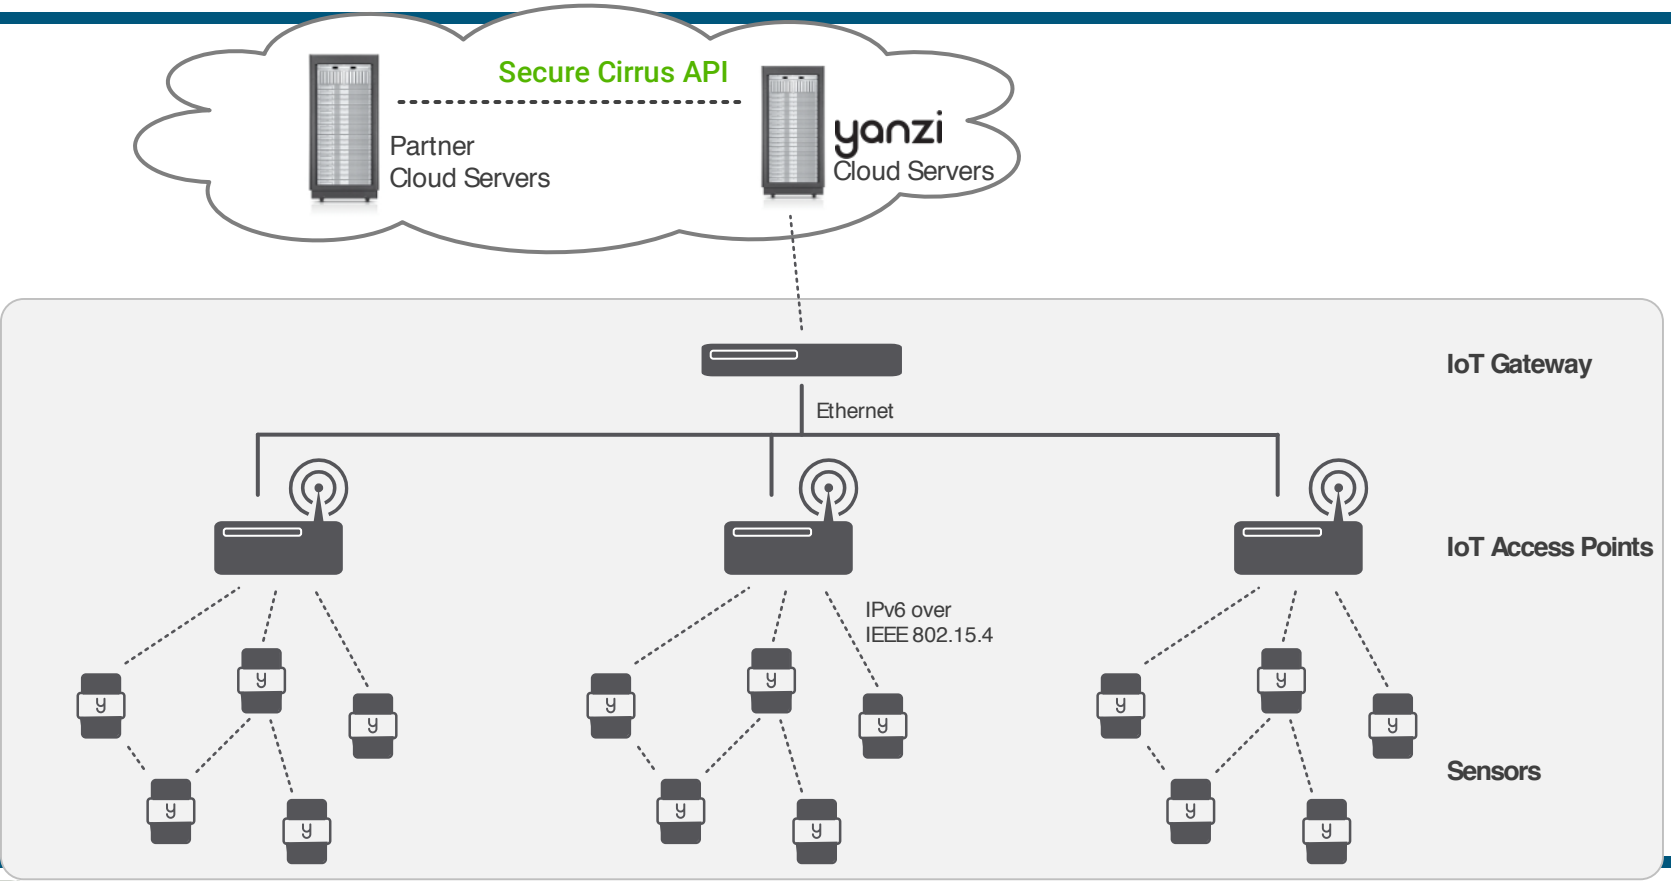 Secure Cirrus API
Partner
Cloud Servers
yanzi
Cloud Servers
IoT Gateway
Ethernet
IoT Access Points
IPv6 over
IEEE 802.15.4
y
y
y
y
y
y
y
y
y
y
y
y
Sensors
y
y
y